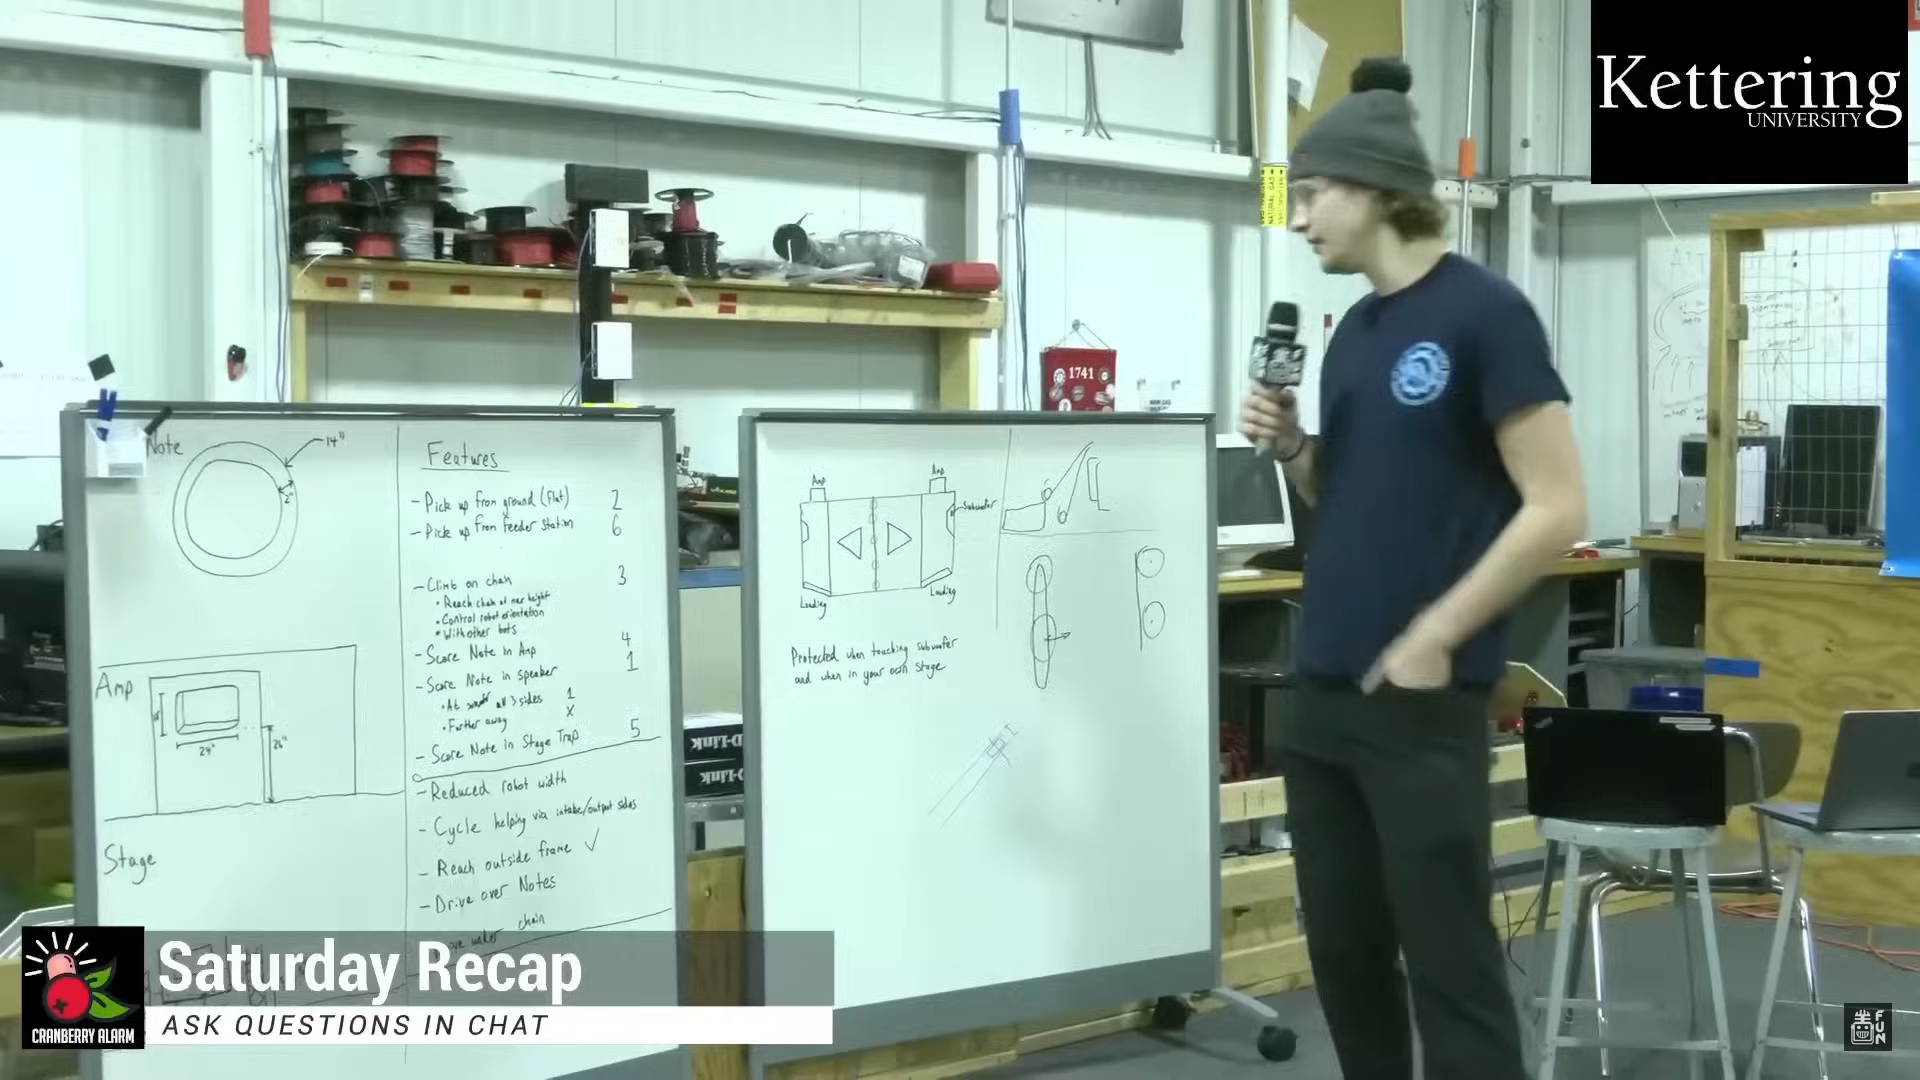 Kettering
UNIVERSITY
NATURAL GAS
1741
Note
14"
2"
Amp
24"
26"
Stage
Features
- Pick up from ground (flat) 2
- Pick up from feeder station 6
- Climb on chain 3
• Reach chain at max height
• Control robot orientation
• With other bots
- Score Note in Amp 4
- Score Note in speaker 1
• At all 3 sides 1
• Further away X
- Score Note in Stage Trap 5
- Reduced robot width
- Cycle helping via intake/output sides
- Reach outside frame ✓
- Drive over Notes
chain
Amp
Amp
Subwoofer
Loading
Loading
Protected when touching subwoofer
and when in your own stage
D-Link
D-Link
Saturday Recap
ASK QUESTIONS IN CHAT
CRANBERRY ALARM
FUN